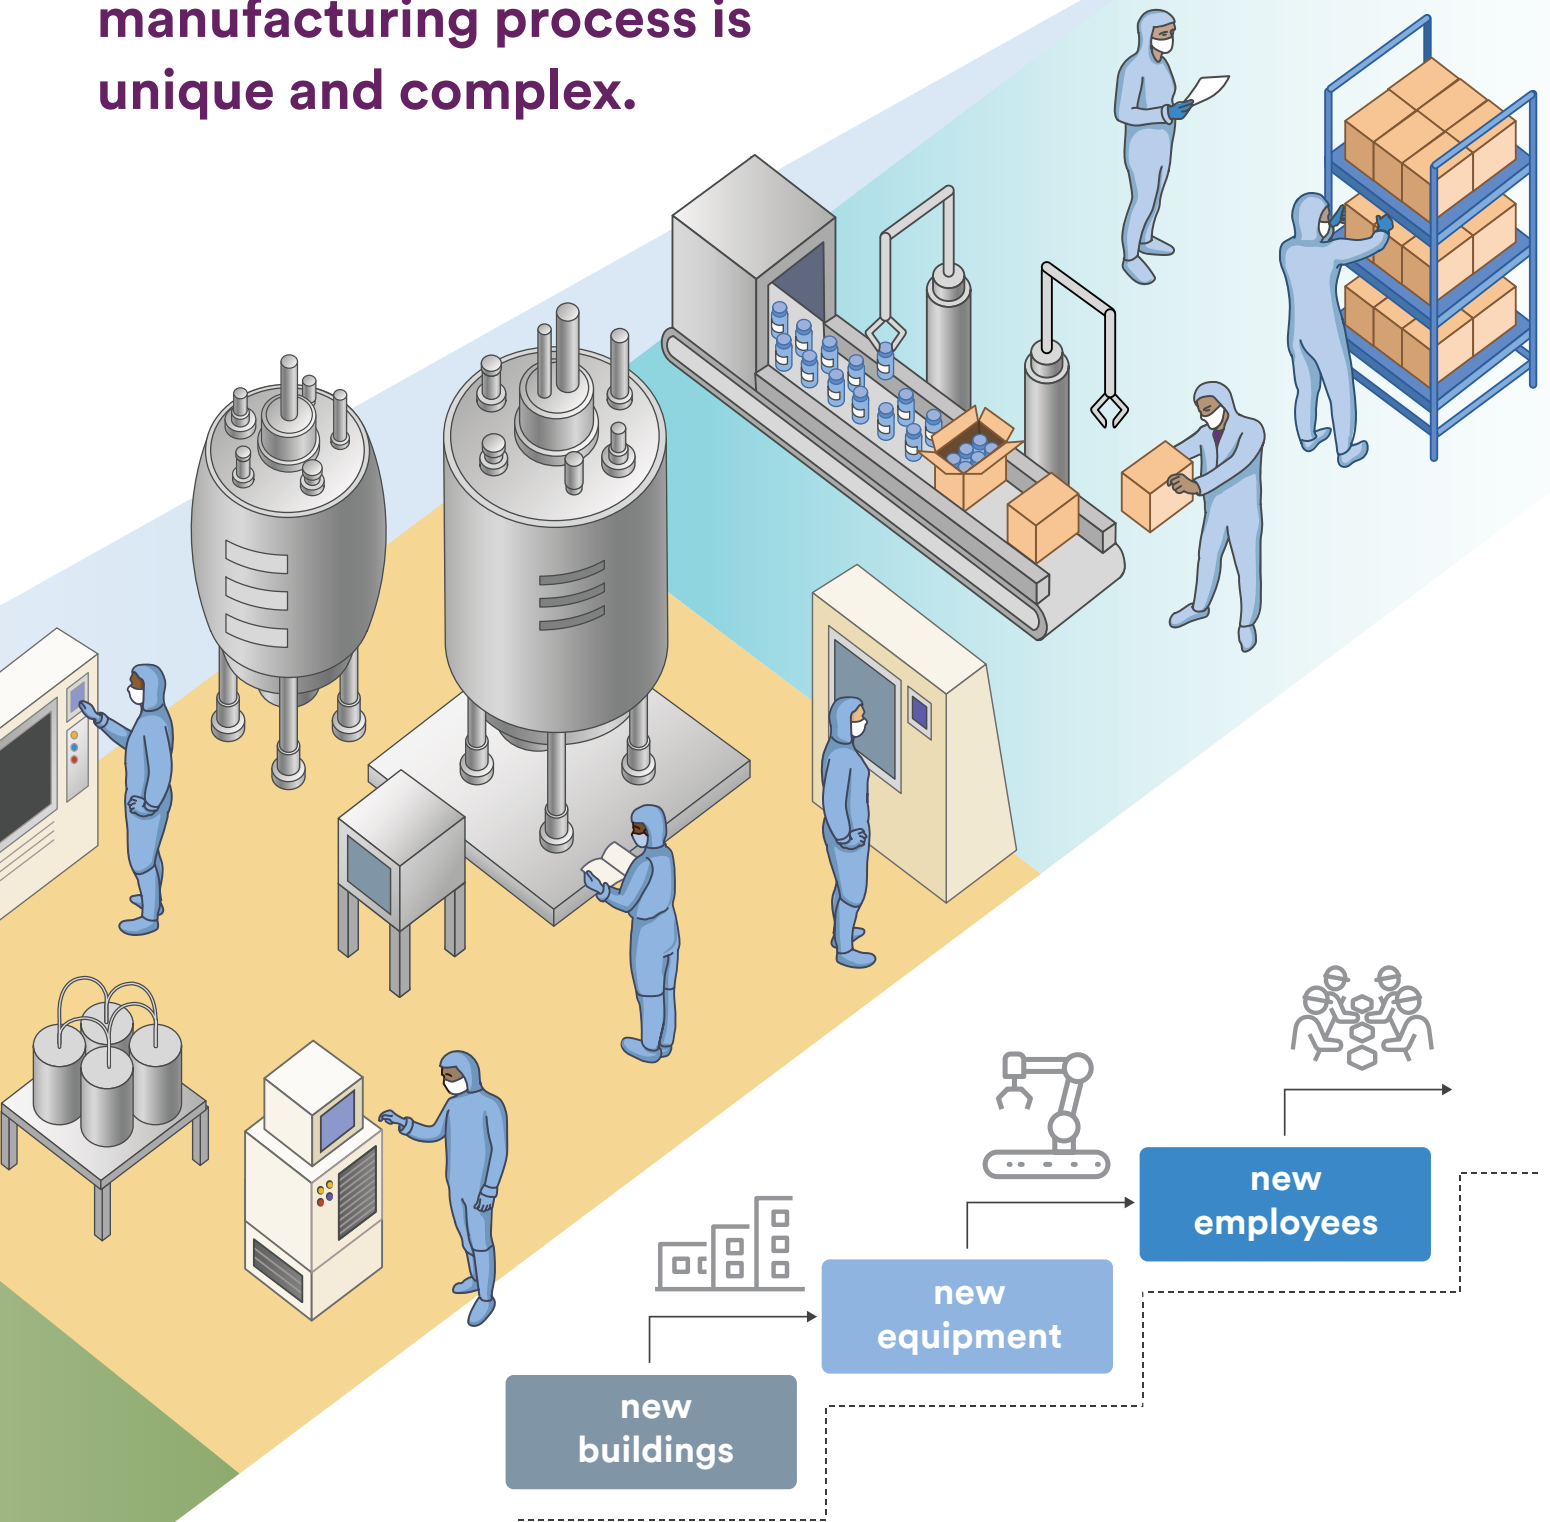 manufacturing process is
unique and complex.
new
employees
new
equipment
new
buildings